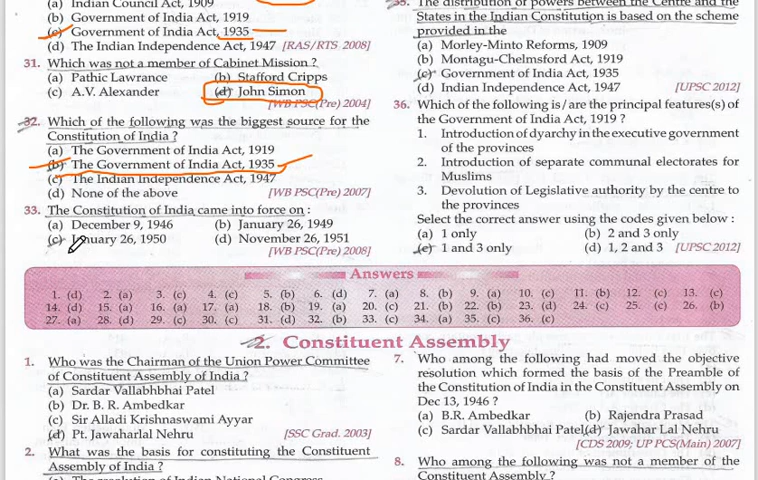 (a) Indian Council Act, 1909
(b) Government of India Act, 1919
(c) Government of India Act, 1935
(d) The Indian Independence Act, 1947 [RAS/RTS 2008]
31. Which was not a member of Cabinet Mission ?
(a) Pathic Lawrance (b) Stafford Cripps
(c) A.V. Alexander (d) John Simon
[WB PSC(Pre) 2004]
32. Which of the following was the biggest source for the
Constitution of India ?
(a) The Government of India Act, 1919
(b) The Government of India Act, 1935
(c) The Indian Independence Act, 1947
(d) None of the above [WB PSC(Pre) 2007]
33. The Constitution of India came into force on :
(a) December 9, 1946 (b) January 26, 1949
(c) January 26, 1950 (d) November 26, 1951
[WB PSC(Pre) 2008]
35. The distribution of powers between the Centre and the
States in the Indian Constitution is based on the scheme
provided in the
(a) Morley-Minto Reforms, 1909
(b) Montagu-Chelmsford Act, 1919
(c) Government of India Act, 1935
(d) Indian Independence Act, 1947 [UPSC 2012]
36. Which of the following is / are the principal features(s) of
the Government of India Act, 1919 ?
1. Introduction of dyarchy in the executive government
of the provinces
2. Introduction of separate communal electorates for
Muslims
3. Devolution of Legislative authority by the centre to
the provinces
Select the correct answer using the codes given below :
(a) 1 only (b) 2 and 3 only
(c) 1 and 3 only (d) 1, 2 and 3 [UPSC 2012]
Answers
1. (d) 2. (a) 3. (c) 4. (c) 5. (b) 6. (d) 7. (a) 8. (b) 9. (a) 10. (c) 11. (b) 12. (c) 13. (c)
14. (d) 15. (a) 16. (a) 17. (a) 18. (b) 19. (a) 20. (c) 21. (b) 22. (b) 23. (d) 24. (c) 25. (c) 26. (b)
27. (a) 28. (d) 29. (c) 30. (c) 31. (d) 32. (b) 33. (c) 34. (a) 35. (c) 36. (c)
2. Constituent Assembly
1. Who was the Chairman of the Union Power Committee
of Constituent Assembly of India ?
(a) Sardar Vallabhbhai Patel
(b) Dr. B. R. Ambedkar
(c) Sir Alladi Krishnaswami Ayyar
(d) Pt. Jawaharlal Nehru [SSC Grad. 2003]
2. What was the basis for constituting the Constituent
Assembly of India ?
(a) The resolution of Indian National Congress
7. Who among the following had moved the objective
resolution which formed the basis of the Preamble of
the Constitution of India in the Constituent Assembly on
Dec 13, 1946 ?
(a) B.R. Ambedkar (b) Rajendra Prasad
(c) Sardar Vallabhbhai Patel (d) Jawahar Lal Nehru
[CDS 2009; UP PCS(Main) 2007]
8. Who among the following was not a member of the
Constituent Assembly ?